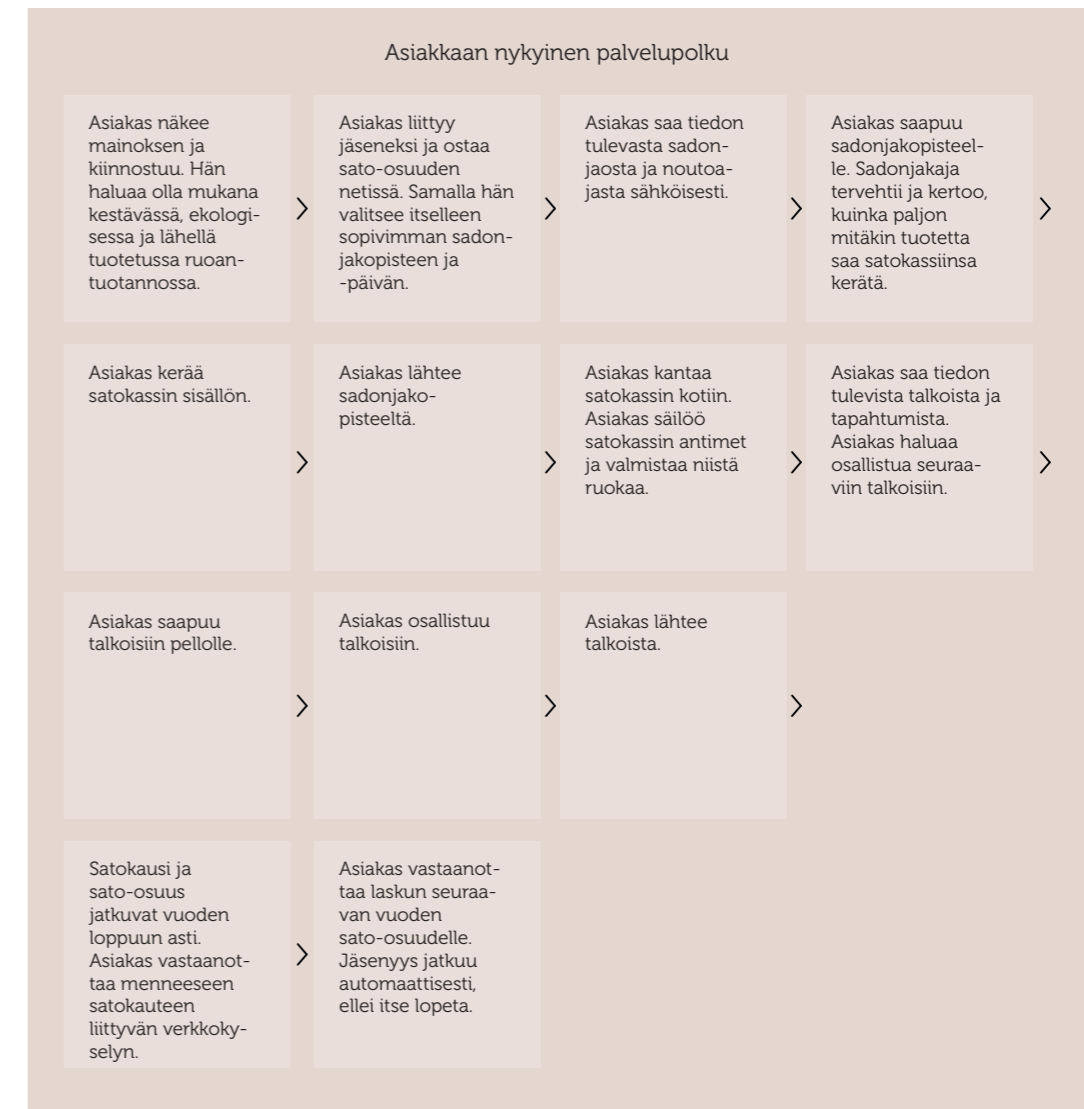 Asiakkaan nykyinen palvelupolku
Asiakas näkee
mainoksen ja
kiinnostuu. Hän
haluaa olla mukana
kestävässä, ekologi-
sessa ja lähellä
tuotetussa ruoan-
tuotannossa.
Asiakas liittyy
jäseneksi ja ostaa
sato-osuuden
netissä. Samalla hän
valitsee itselleen
sopivimman sadon-
jakopisteen ja
-päivän.
Asiakas saa tiedon
tulevasta sadon-
jaosta ja noutoa-
jasta sähköisesti.
Asiakas saapuu
sadonjakopisteel-
le. Sadonjakaja
tervehtii ja kertoo,
kuinka paljon
mitäkin tuotetta
saa satokassiinsa
kerätä.
Asiakas kerää
satokassin sisällön.
Asiakas lähtee
sadonjako-
pisteeltä.
Asiakas kantaa
satokassin kotiin.
Asiakas säilöö
satokassin antimet
ja valmistaa niistä
ruokaa.
Asiakas saa tiedon
tulevista talkoista ja
tapahtumista.
Asiakas haluaa
osallistua seuraa-
viin talkoisiin.
Asiakas saapuu
talkoisiin pellolle.
Asiakas osallistuu
talkoisiin.
Asiakas lähtee
talkoista.
Satokausi ja
sato-osuus
jatkuvat vuoden
loppuun asti.
Asiakas vastaanot-
taa menneeseen
satokauteen
liittyvän verkkoky-
selyn.
Asiakas vastaanot-
taa laskun seuraa-
van vuoden
sato-osuudelle.
Jäsenyys jatkuu
automaattisesti,
ellei itse lopeta.